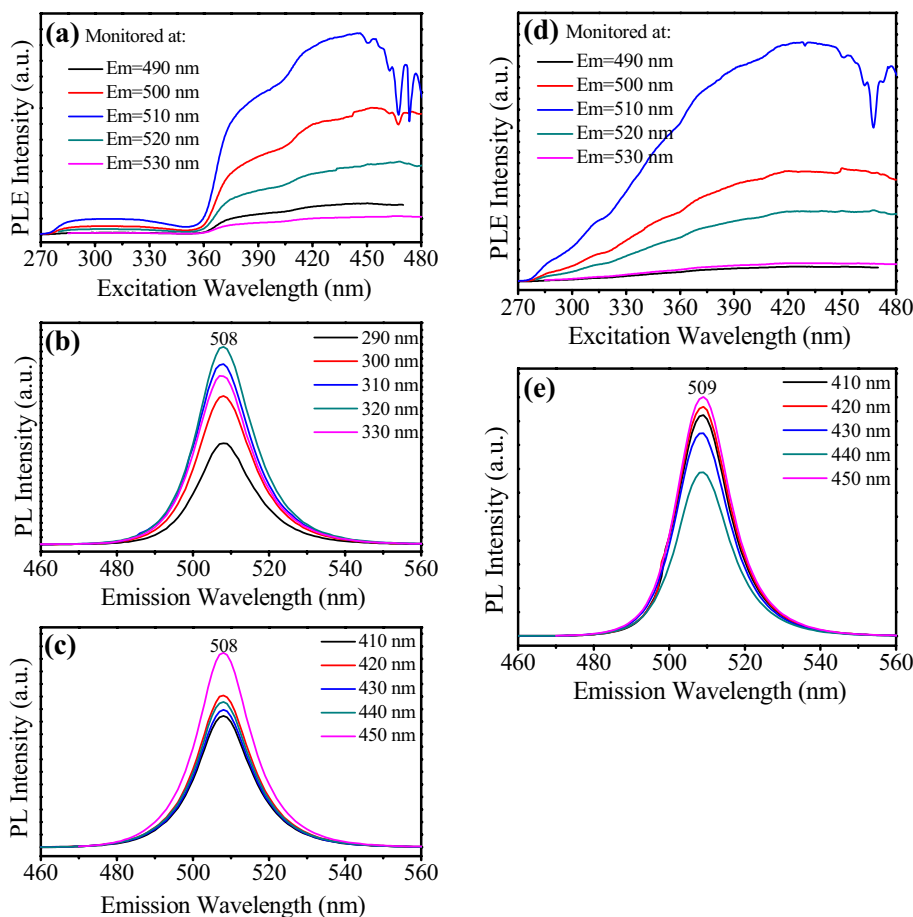 (a) Monitored at:
Em=490 nm
Em=500 nm
Em=510 nm
Em=520 nm
Em=530 nm
PLE Intensity (a.u.)
270 300 330 360 390 420 450 480
Excitation Wavelength (nm)
(b)
508
290 nm
300 nm
310 nm
320 nm
330 nm
PL Intensity (a.u.)
460 480 500 520 540 560
Emission Wavelength (nm)
(c)
508
410 nm
420 nm
430 nm
440 nm
450 nm
PL Intensity (a.u.)
460 480 500 520 540 560
Emission Wavelength (nm)
(d) Monitored at:
Em=490 nm
Em=500 nm
Em=510 nm
Em=520 nm
Em=530 nm
PLE Intensity (a.u.)
270 300 330 360 390 420 450 480
Excitation Wavelength (nm)
(e)
509
410 nm
420 nm
430 nm
440 nm
450 nm
PL Intensity (a.u.)
460 480 500 520 540 560
Emission Wavelength (nm)